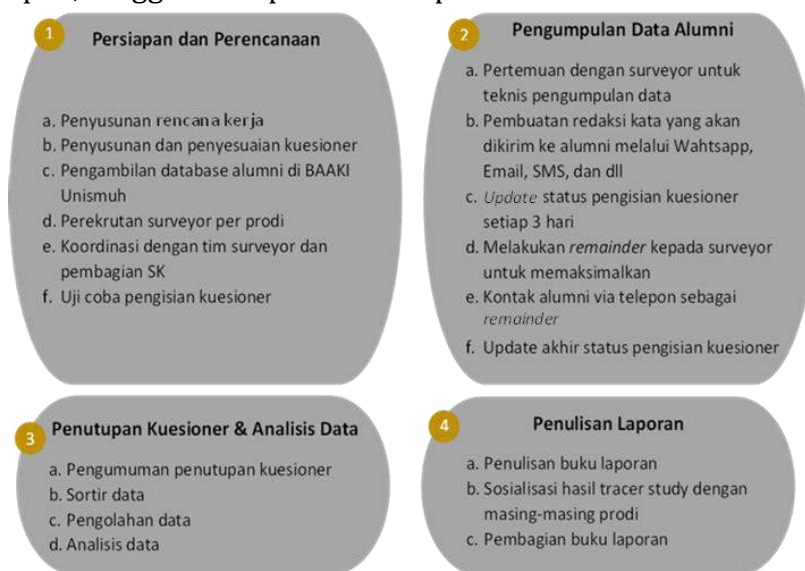 1
Persiapan dan Perencanaan
a. Penyusunan rencana kerja
b. Penyusunan dan penyesuaian kuesioner
c. Pengambilan database alumni di BAAKI
Unismuh
d. Perekrutan surveyor per prodi
e. Koordinasi dengan tim surveyor dan
pembagian SK
f. Uji coba pengisian kuesioner
2
Pengumpulan Data Alumni
a. Pertemuan dengan surveyor untuk
teknis pengumpulan data
b. Pembuatan redaksi kata yang akan
dikirim ke alumni melalui Wahtsapp,
Email, SMS, dan dll
c. Update status pengisian kuesioner
setiap 3 hari
d. Melakukan remainder kepada surveyor
untuk memaksimalkan
e. Kontak alumni via telepon sebagai
remainder
f. Update akhir status pengisian kuesioner
3
Penutupan Kuesioner & Analisis Data
a. Pengumuman penutupan kuesioner
b. Sortir data
c. Pengolahan data
d. Analisis data
4
Penulisan Laporan
a. Penulisan buku laporan
b. Sosialisasi hasil tracer study dengan
masing-masing prodi
c. Pembagian buku laporan